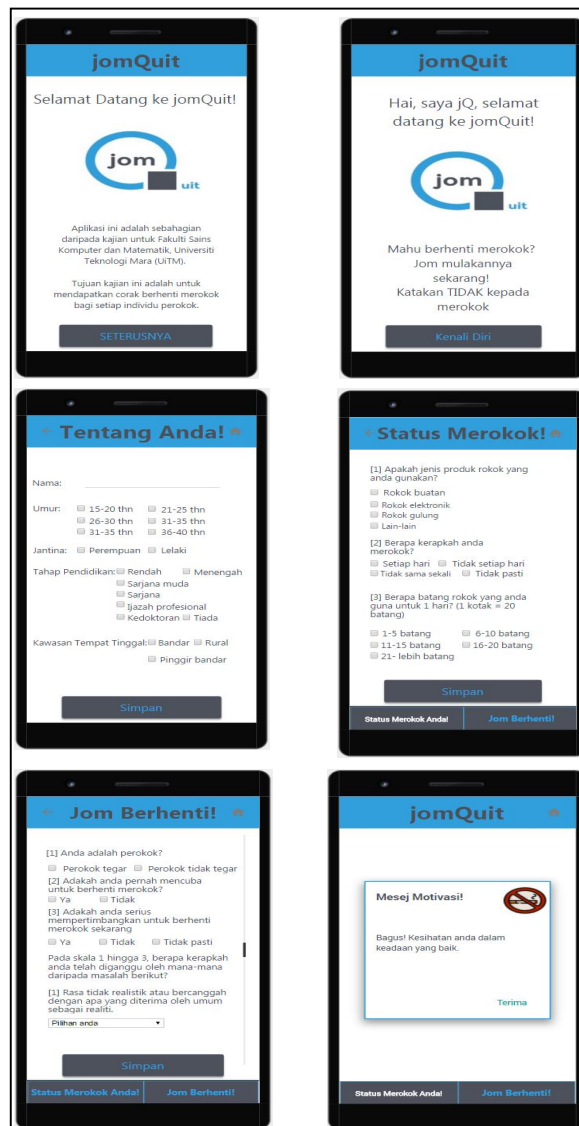 jomQuit
Selamat Datang ke jomQuit!
jom
uit
Aplikasi ini adalah sebahagian
daripada kajian untuk Fakulti Sains
Komputer dan Matematik, Universiti
Teknologi Mara (UiTM).
Tujuan kajian ini adalah untuk
mendapatkan corak berhenti merokok
bagi setiap individu perokok.
SETERUSNYA
jomQuit
Hai, saya jQ, selamat
datang ke jomQuit!
jom
uit
Mahu berhenti merokok?
Jom mulakannya
sekarang!
Katakan TIDAK kepada
merokok
Kenali Diri
Tentang Anda!
Nama:
Umur: 15-20 thn 21-25 thn
26-30 thn 31-35 thn
31-35 thn 36-40 thn
Jantina: Perempuan Lelaki
Tahap Pendidikan: Rendah Menengah
Sarjana muda
Sarjana
Ijazah profesional
Kedoktoran Tiada
Kawasan Tempat Tinggal: Bandar Rural
Pinggir bandar
Simpan
Status Merokok!
[1] Apakah jenis produk rokok yang
anda gunakan?
Rokok buatan
Rokok elektronik
Rokok gulung
Lain-lain
[2] Berapa kerapkah anda
merokok?
Setiap hari Tidak setiap hari
Tidak sama sekali Tidak pasti
[3] Berapa batang rokok yang anda
guna untuk 1 hari? (1 kotak = 20
batang)
1-5 batang 6-10 batang
11-15 batang 16-20 batang
21- lebih batang
Simpan
Status Merokok Anda! Jom Berhenti!
Jom Berhenti!
[1] Anda adalah perokok?
Perokok tegar Perokok tidak tegar
[2] Adakah anda pernah mencuba
untuk berhenti merokok?
Ya Tidak
[3] Adakah anda serius
mempertimbangkan untuk berhenti
merokok sekarang
Ya Tidak Tidak pasti
Pada skala 1 hingga 3, berapa kerapkah
anda telah diganggu oleh mana-mana
daripada masalah berikut?
[1] Rasa tidak realistik atau bercanggah
dengan apa yang diterima oleh umum
sebagai realiti.
Pilihan anda
Simpan
Status Merokok Anda! Jom Berhenti!
jomQuit
Mesej Motivasi!
Bagus! Kesihatan anda dalam
keadaan yang baik.
Terima
Status Merokok Anda! Jom Berhenti!